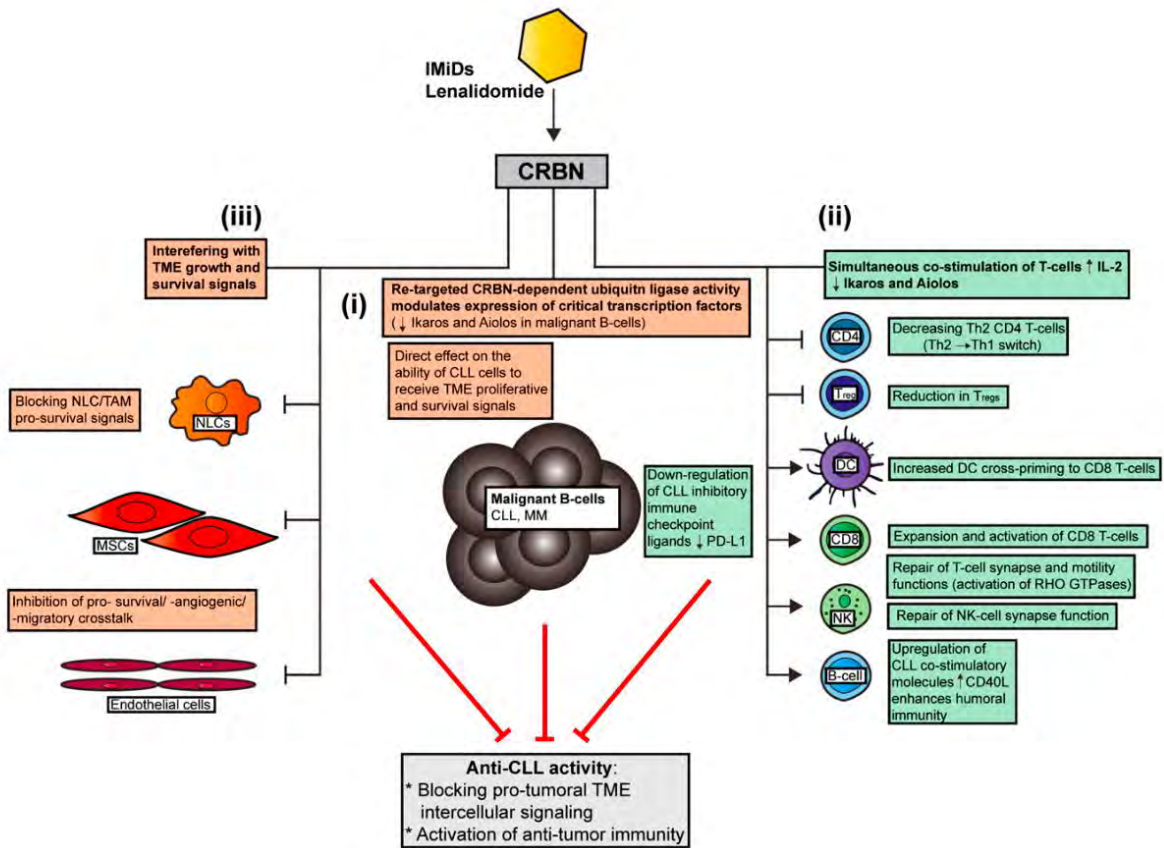 IMiDs
Lenalidomide
CRBN
(iii)
(ii)
Interefering with
TME growth and
survival signals
(i)
Re-targeted CRBN-dependent ubiquitn ligase activity
modulates expression of critical transcription factors
(↓ Ikaros and Aiolos in malignant B-cells)
Direct effect on the
ability of CLL cells to
receive TME proliferative
and survival signals
Simultaneous co-stimulation of T-cells ↑ IL-2
↓ Ikaros and Aiolos
CD4
Decreasing Th2 CD4 T-cells
(Th2 →Th1 switch)
Blocking NLC/TAM
pro-survival signals
NLCs
Treg
Reduction in Tregs
DC
Increased DC cross-priming to CD8 T-cells
Malignant B-cells
CLL, MM
Down-regulation
of CLL inhibitory
immune
checkpoint
ligands ↓ PD-L1
MSCs
CD8
Expansion and activation of CD8 T-cells
Repair of T-cell synapse and motility
functions (activation of RHO GTPases)
NK
Repair of NK-cell synapse function
Inhibition of pro- survival/ -angiogenic/
-migratory crosstalk
Endothelial cells
B-cell
Upregulation of
CLL co-stimulatory
molecules ↑ CD40L
enhances humoral
immunity
Anti-CLL activity:
* Blocking pro-tumoral TME
intercellular signaling
* Activation of anti-tumor immunity